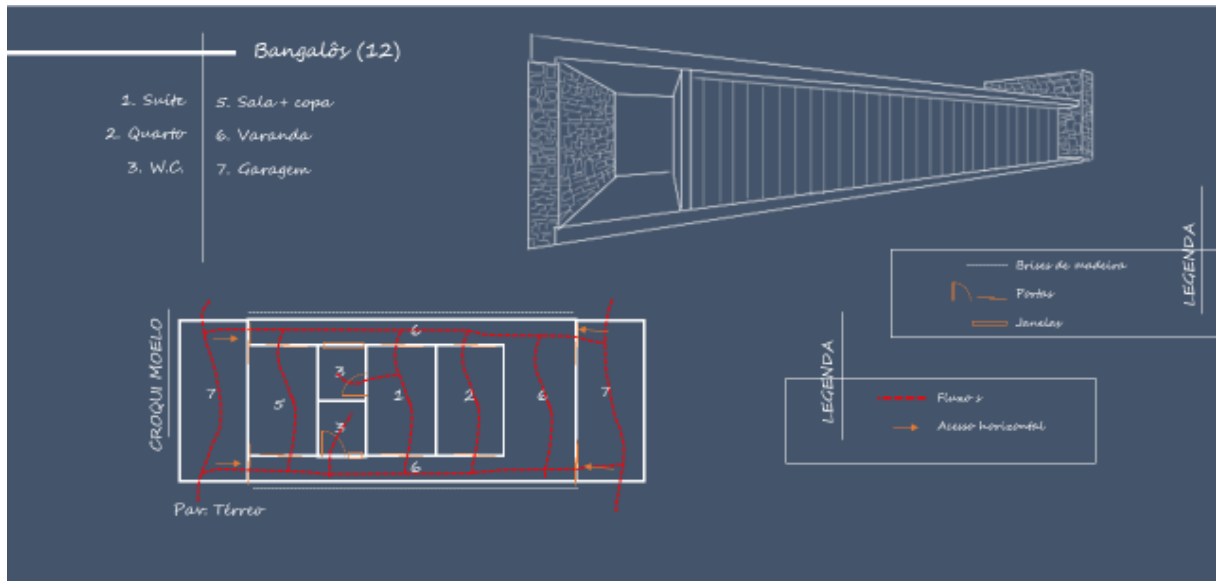 Bangalôs (12)
1. Suíte
2. Quarto
3. W.C.
5. Sala + copa
6. Varanda
7. Garagem
LEGENDA
Brises de madeira
Portas
Janelas
LEGENDA
Fluxo s
Acesso horizontal
CROQUI MOELO
6
7
5
3
3
1
2
6
7
6
Pav. Térreo